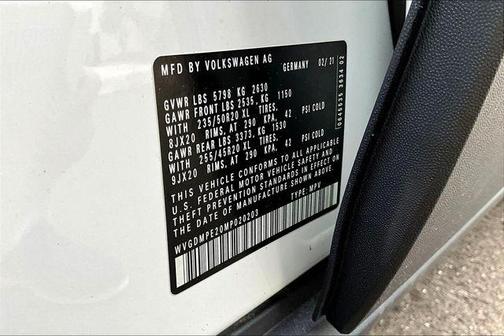 MFD BY VOLKSWAGEN AG
GERMANY 02/21
GVWR LBS 5798 KG 2630
GAWR FRONT LBS 2535, KG 1150
WITH 235/50R20 XL TIRES,
8JX20 RIMS, AT 290 KPA, 42 PSI COLD
GAWR REAR LBS 3373, KG 1530
WITH 255/45R20 XL TIRES,
9JX20 RIMS, AT 290 KPA, 42 PSI COLD
THIS VEHICLE CONFORMS TO ALL APPLICABLE
U.S. FEDERAL MOTOR VEHICLE SAFETY AND
THEFT PREVENTION STANDARDS IN EFFECT ON
THE DATE OF MANUFACTURE SHOWN ABOVE.
WVGDMPE20MP020203 TYPE: MPV